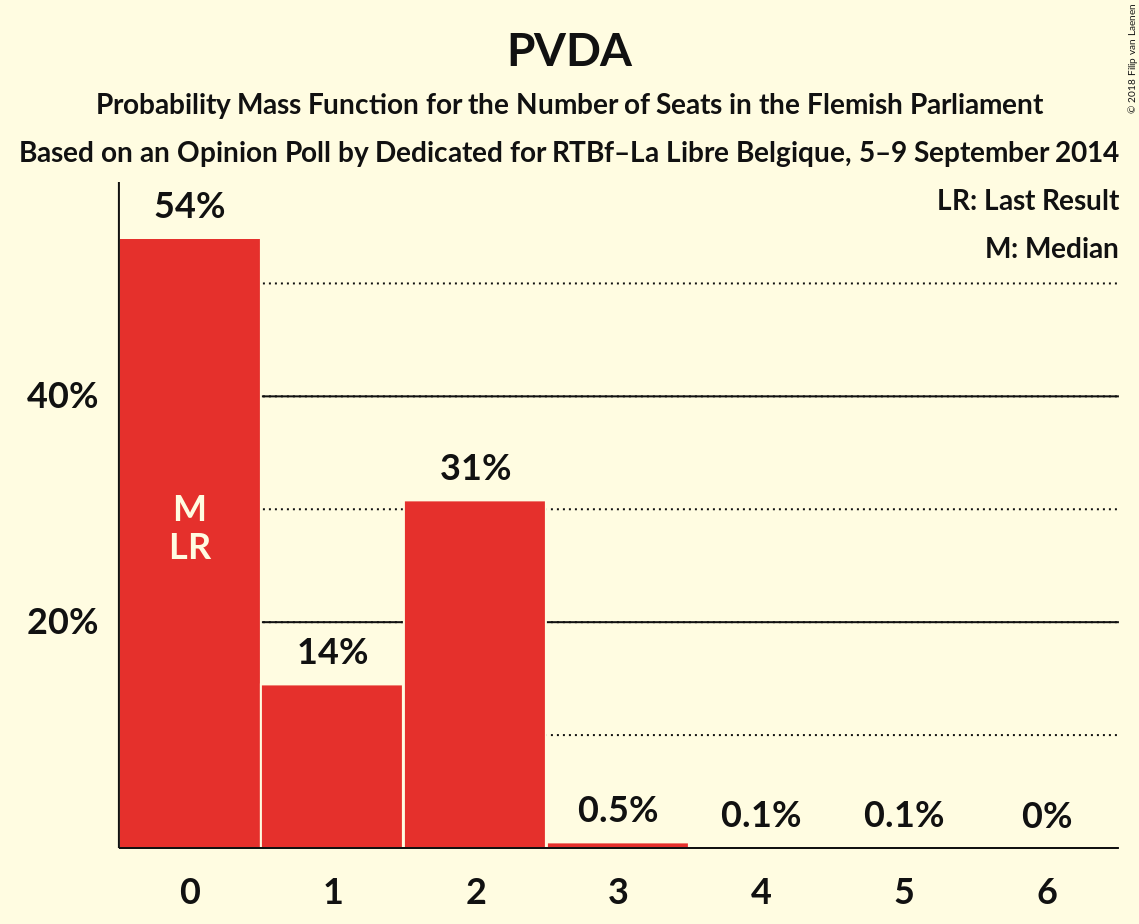 PVDA
Probability Mass Function for the Number of Seats in the Flemish Parliament
Based on an Opinion Poll by Dedicated for RTBf–La Libre Belgique, 5–9 September 2014
© 2018 Filip van Laenen
LR: Last Result
M: Median
54%
40%
31%
M
LR
20%
14%
0.5%
0.1%
0.1%
0%
0 1 2 3 4 5 6